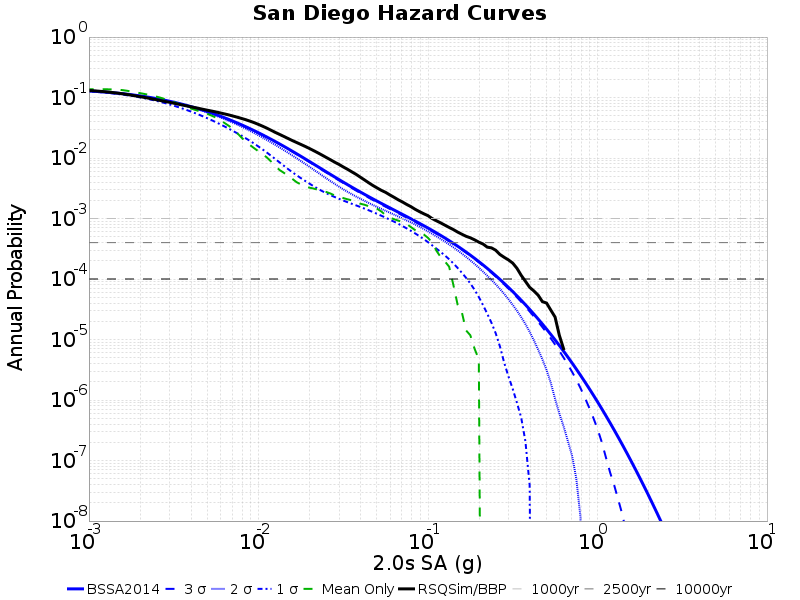 San Diego Hazard Curves
Annual Probability
10^0
10^-1
10^-2
10^-3
10^-4
10^-5
10^-6
10^-7
10^-8
10^-3 10^-2 10^-1 10^0 10^1
2.0s SA (g)
BSSA2014 3 σ 2 σ 1 σ Mean Only RSQSim/BBP 1000yr 2500yr 10000yr